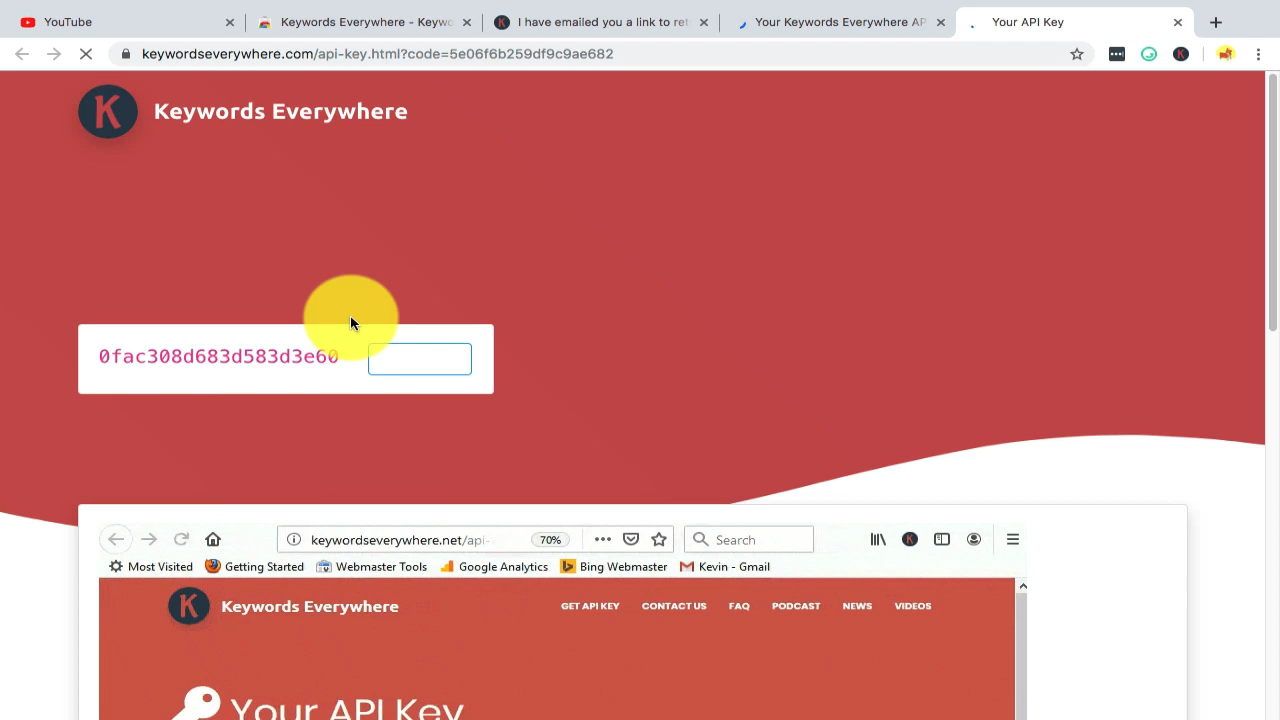 YouTube
Keywords Everywhere - Keywo
I have emailed you a link to ret
Your Keywords Everywhere AP
Your API Key
keywordseverywhere.com/api-key.html?code=5e06f6b259df9c9ae682
K Keywords Everywhere
0fac308d683d583d3e60
keywordseverywhere.net/api-
70%
Search
Most Visited
Getting Started
Webmaster Tools
Google Analytics
Bing Webmaster
Kevin - Gmail
K Keywords Everywhere
GET API KEY
CONTACT US
FAQ
PODCAST
NEWS
VIDEOS
Your API Key